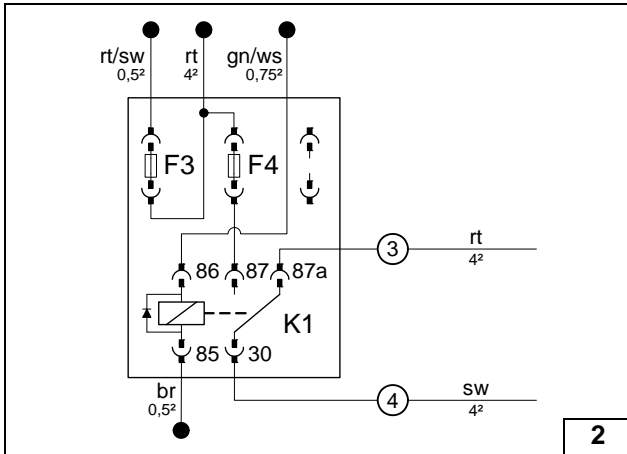 rt/sw rt gn/ws
0,5² 4² 0,75²
F3 F4
3 rt
4²
86 87 87a
K1
85 30
br
0,5²
4 sw
4²
2